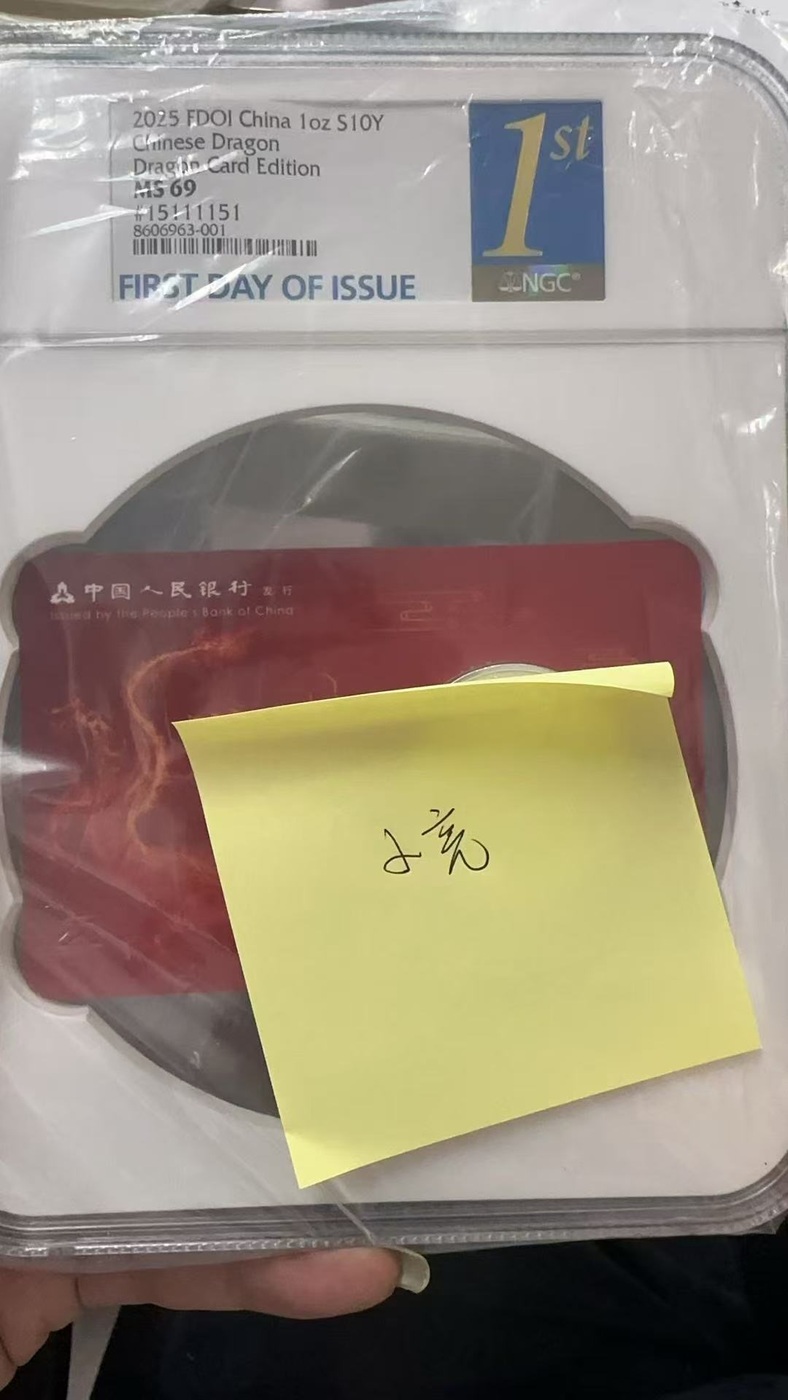 2025 FDOI China 1oz S10Y
Chinese Dragon
Dragon Card Edition
MS 69
#15111151
8606963-001
FIRST DAY OF ISSUE
1st
NGC®
中国人民银行 发行
Issued by the People's Bank of China